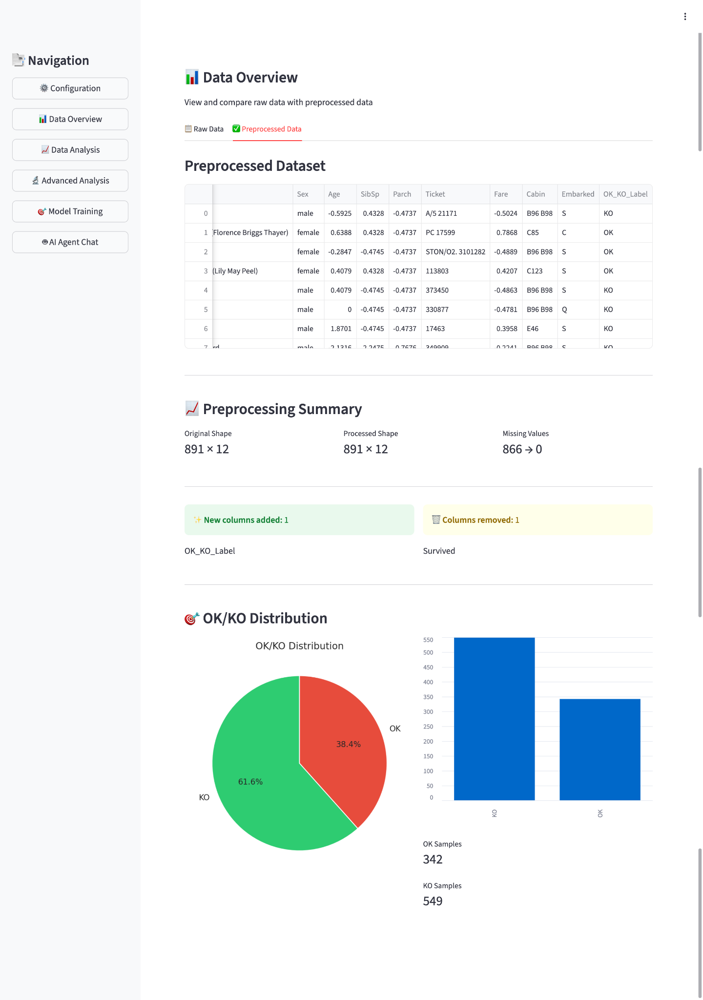 Navigation
Configuration
Data Overview
Data Analysis
Advanced Analysis
Model Training
AI Agent Chat
Data Overview
View and compare raw data with preprocessed data
Raw Data Preprocessed Data
Preprocessed Dataset
Sex Age SibSp Parch Ticket Fare Cabin Embarked OK_KO_Label
0 male -0.5925 0.4328 -0.4737 A/5 21171 -0.5024 B96 B98 S KO
1 (Florence Briggs Thayer) female 0.6388 0.4328 -0.4737 PC 17599 0.7868 C85 C OK
2 female -0.2847 -0.4745 -0.4737 STON/O2. 3101282 -0.4889 B96 B98 S OK
3 (Lily May Peel) female 0.4079 0.4328 -0.4737 113803 0.4207 C123 S OK
4 male 0.4079 -0.4745 -0.4737 373450 -0.4863 B96 B98 S KO
5 male 0 -0.4745 -0.4737 330877 -0.4781 B96 B98 Q KO
6 male 1.8701 -0.4745 -0.4737 17463 0.3958 E46 S KO
7 rd male -2.1316 2.2475 0.7676 349909 -0.2241 B96 B98 S KO
Preprocessing Summary
Original Shape Processed Shape Missing Values
891 × 12 891 × 12 866 → 0
New columns added: 1 Columns removed: 1
OK_KO_Label Survived
OK/KO Distribution
OK/KO Distribution
OK
38.4%
61.6%
KO
550
500
450
400
350
300
250
200
150
100
50
0
KO OK
OK Samples
342
KO Samples
549